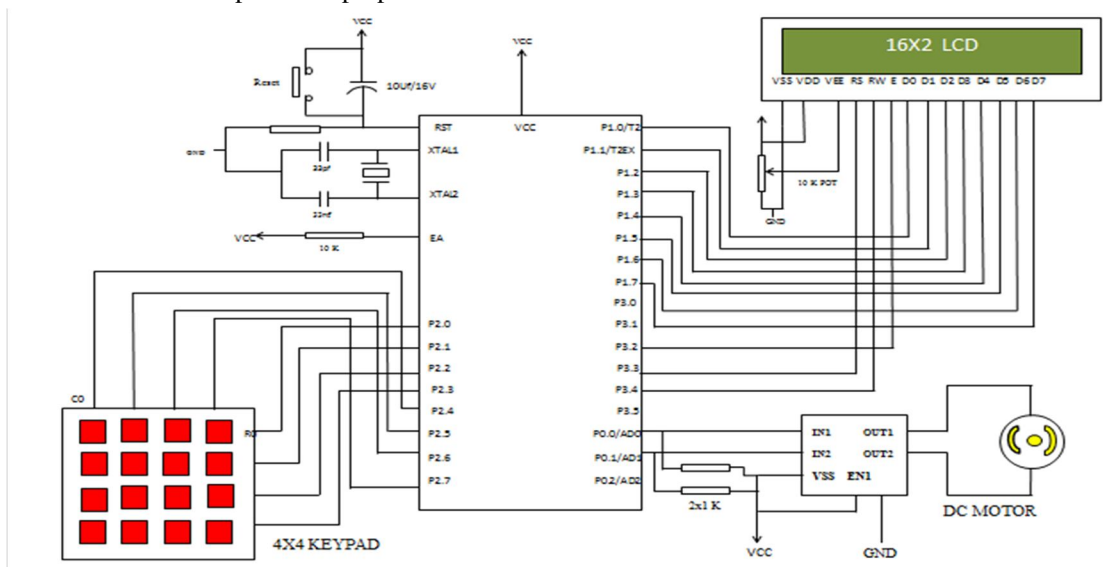 VCC
16X2 LCD
VSS VDD VEE RS RW E D0 D1 D2 D3 D4 D5 D6 D7
Reset
10Uf/16V
VCC
VCC
GND
33pf
33nf
VCC
10 K
10 K POT
GND
RST
XTAL1
XTAL2
EA
P2.0
P2.1
P2.2
P2.3
P2.4
P2.5
P2.6
P2.7
P1.0/T2
P1.1/T2EX
P1.2
P1.3
P1.4
P1.5
P1.6
P1.7
P3.0
P3.1
P3.2
P3.3
P3.4
P3.5
P0.0/AD0
P0.1/AD1
P0.2/AD2
C0
R0
4X4 KEYPAD
2x1 K
VCC
IN1 OUT1
IN2 OUT2
VSS EN1
GND
DC MOTOR